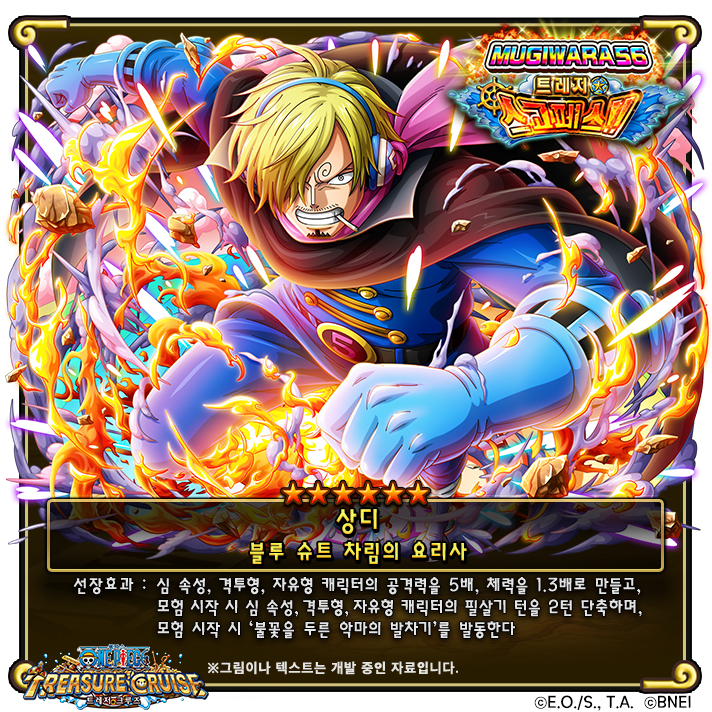 MUGIWARA56
트레저
스고페스!!
상디
블루 슈트 차림의 요리사
선장효과 : 심 속성, 격투형, 자유형 캐릭터의 공격력을 5배, 체력을 1.3배로 만들고,
모험 시작 시 심 속성, 격투형, 자유형 캐릭터의 필살기 턴을 2턴 단축하며,
모험 시작 시 '불꽃을 두른 악마의 발차기'를 발동한다
※그림이나 텍스트는 개발 중인 자료입니다.
ONE PIECE
TREASURE CRUISE
트레저 크루즈
©E.O./S., T.A. ©BNEI